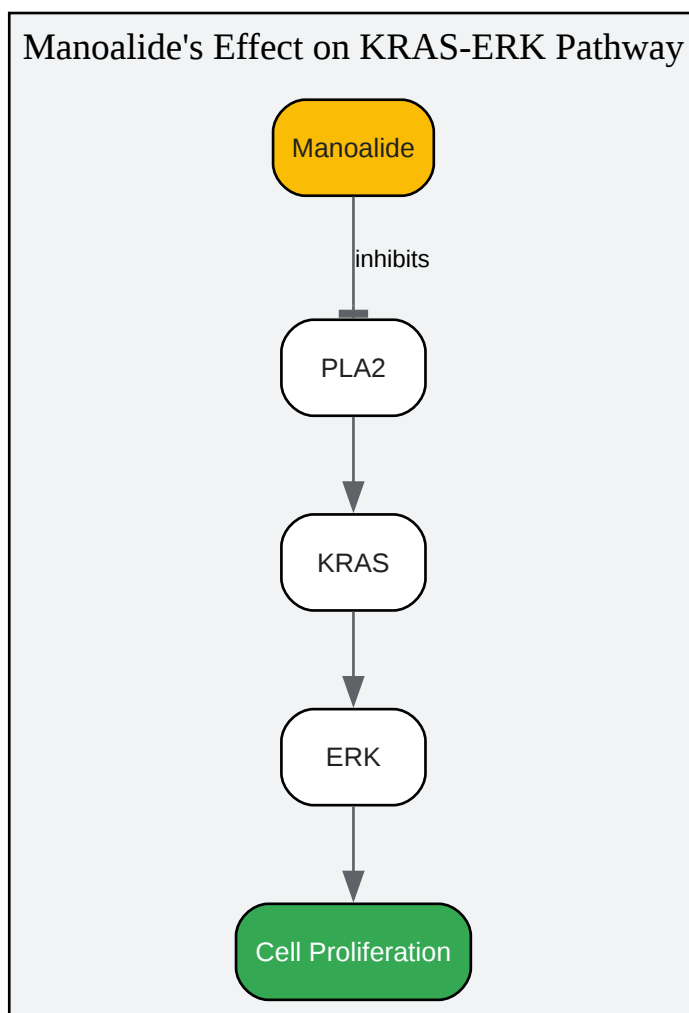 Manoalide's Effect on KRAS-ERK Pathway
Manoalide
inhibits
PLA2
KRAS
ERK
Cell Proliferation